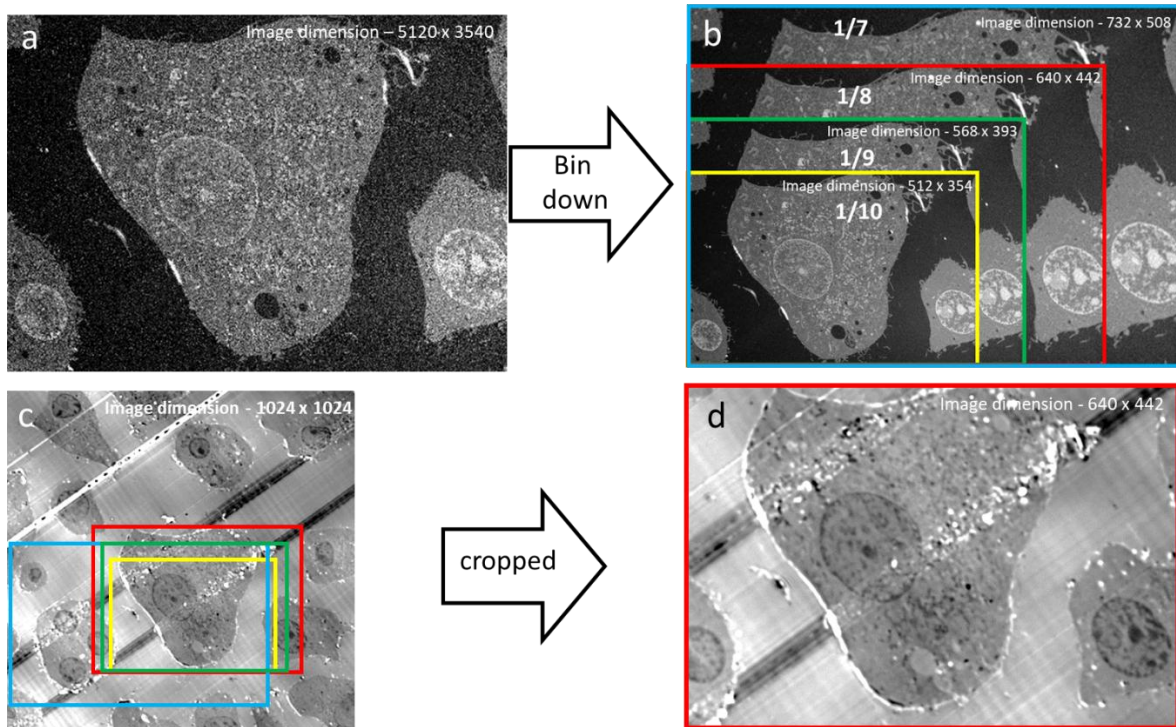 a
Image dimension – 5120 x 3540
Bin
down
b
1/7
Image dimension - 732 x 508
Image dimension - 640 x 442
1/8
Image dimension - 568 x 393
1/9
Image dimension - 512 x 354
1/10
c
Image dimension - 1024 x 1024
cropped
d
Image dimension - 640 x 442